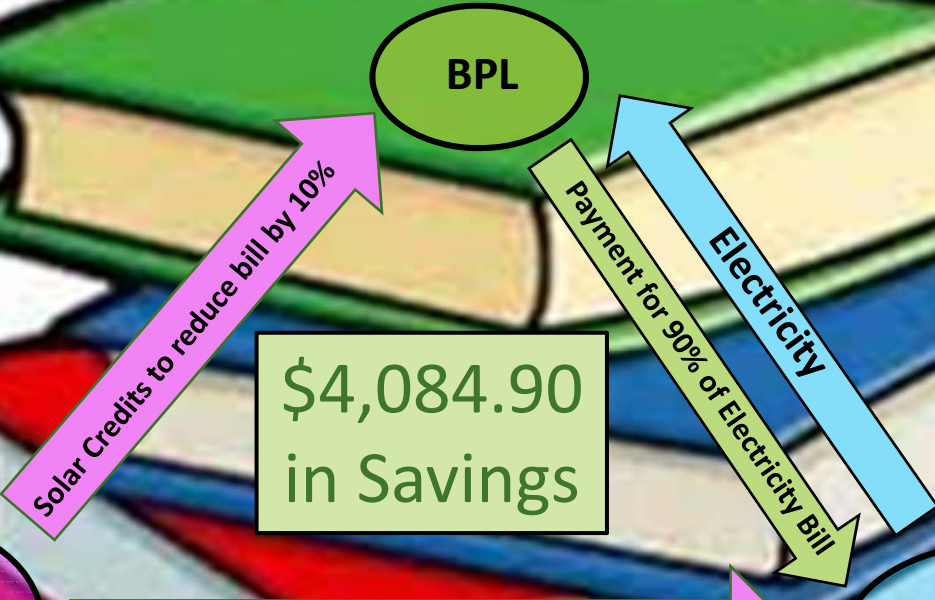 BPL
Solar Credits to reduce bill by 10%
Payment for 90% of Electricity Bill
Electricity
$4,084.90
in Savings